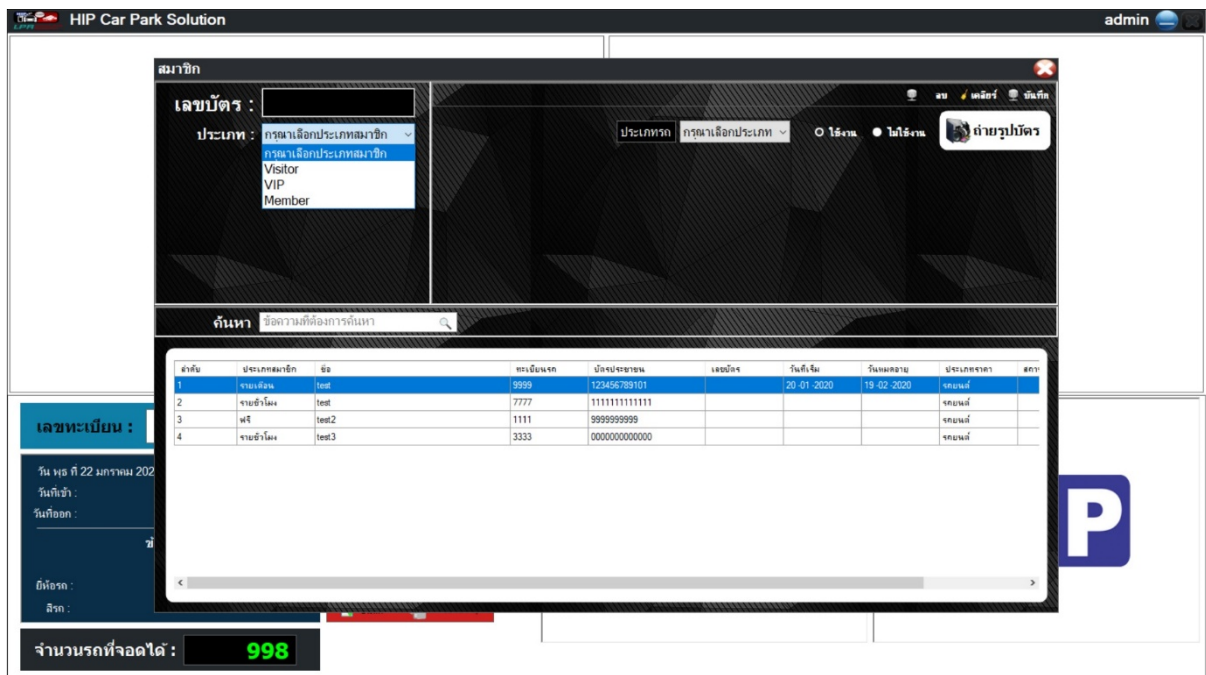 HIP Car Park Solution
admin
สมาชิก
เลขบัตร :
ลบ เคลียร์ บันทึก
ประเภท : กรุณาเลือกประเภทสมาชิก
ประเภทรถ กรุณาเลือกประเภท ใช้งาน ไม่ใช้งาน ถ่ายรูปบัตร
กรุณาเลือกประเภทสมาชิก
Visitor
VIP
Member
ค้นหา ข้อความที่ต้องการค้นหา
ลำดับ ประเภทสมาชิก ชื่อ ทะเบียนรถ บัตรประชาชน เลขบัตร วันที่เริ่ม วันหมดอายุ ประเภทราคา
1 รายเดือน test 9999 123456789101 20-01-2020 19-02-2020 รถยนต์
2 รายชั่วโมง test 7777 1111111111111 รถยนต์
3 ฟรี test2 1111 9999999999 รถยนต์
4 รายชั่วโมง test3 3333 0000000000000 รถยนต์
เลขทะเบียน :
วัน พุธ ที่ 22 มกราคม 202
วันที่เข้า :
วันที่ออก :
ยี่ห้อรถ :
สีรถ :
P
จำนวนรถที่จอดได้ : 998